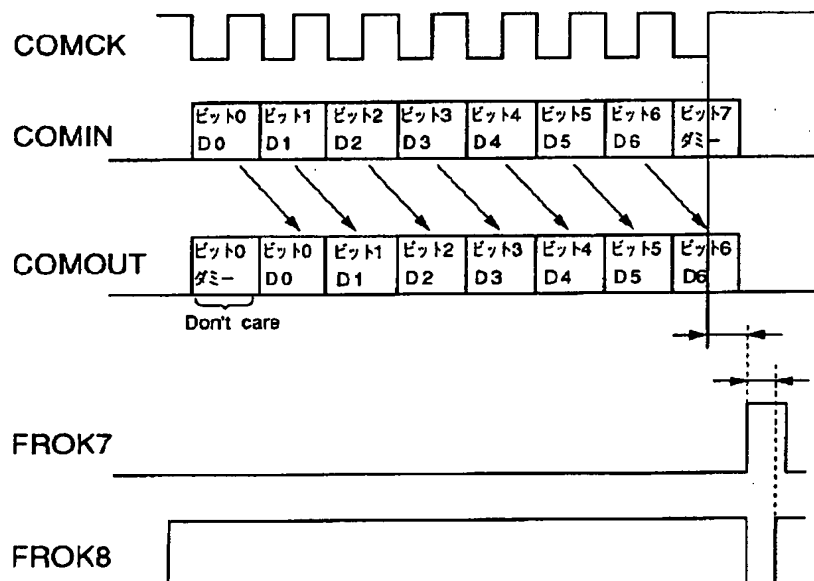 COMCK
COMIN
ビット0 ビット1 ビット2 ビット3 ビット4 ビット5 ビット6 ビット7
D0 D1 D2 D3 D4 D5 D6 ダミー
COMOUT
ビット0 ビット0 ビット1 ビット2 ビット3 ビット4 ビット5 ビット6
ダミー D0 D1 D2 D3 D4 D5 D6
Don't care
FROK7
FROK8